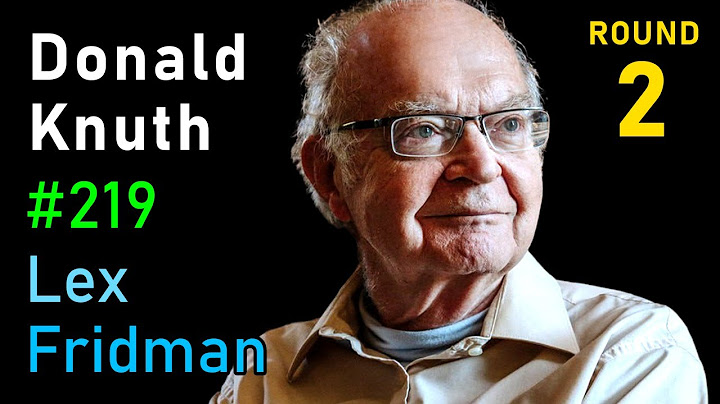 Donald
Knuth
#219
Lex
Fridman
ROUND
2